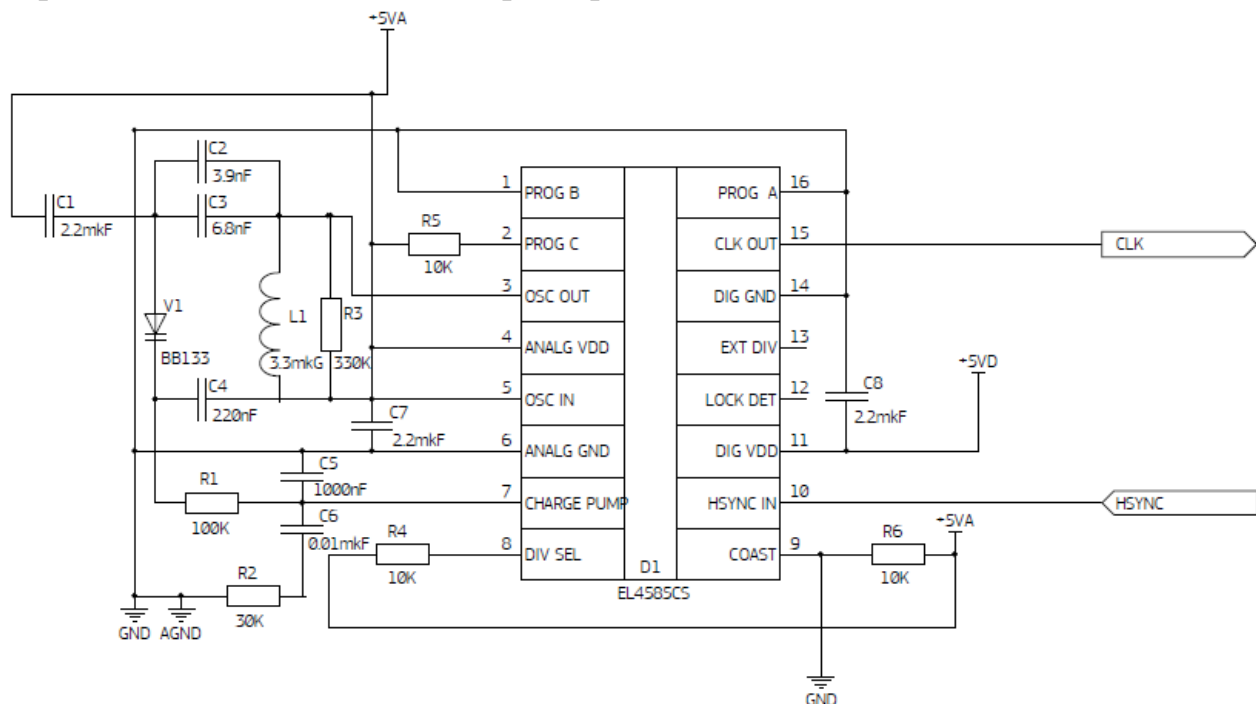 +5VA
C2
3.9nF
C1
2.2mkF
C3
6.8nF
V1
BB133
L1
3.3mkG
R3
330K
C4
220nF
R5
10K
C7
2.2mkF
C5
1000nF
R1
100K
C6
0.01mkF
R4
10K
R2
30K
GND
AGND
1 PROG B
2 PROG C
3 OSC OUT
4 ANALG VDD
5 OSC IN
6 ANALG GND
7 CHARGE PUMP
8 DIV SEL
PROG A 16
CLK OUT 15
DIG GND 14
EXT DIV 13
LOCK DET 12
DIG VDD 11
HSYNC IN 10
COAST 9
D1
EL4585CS
CLK
+5VD
C8
2.2mkF
HSYNC
+5VA
R6
10K
GND